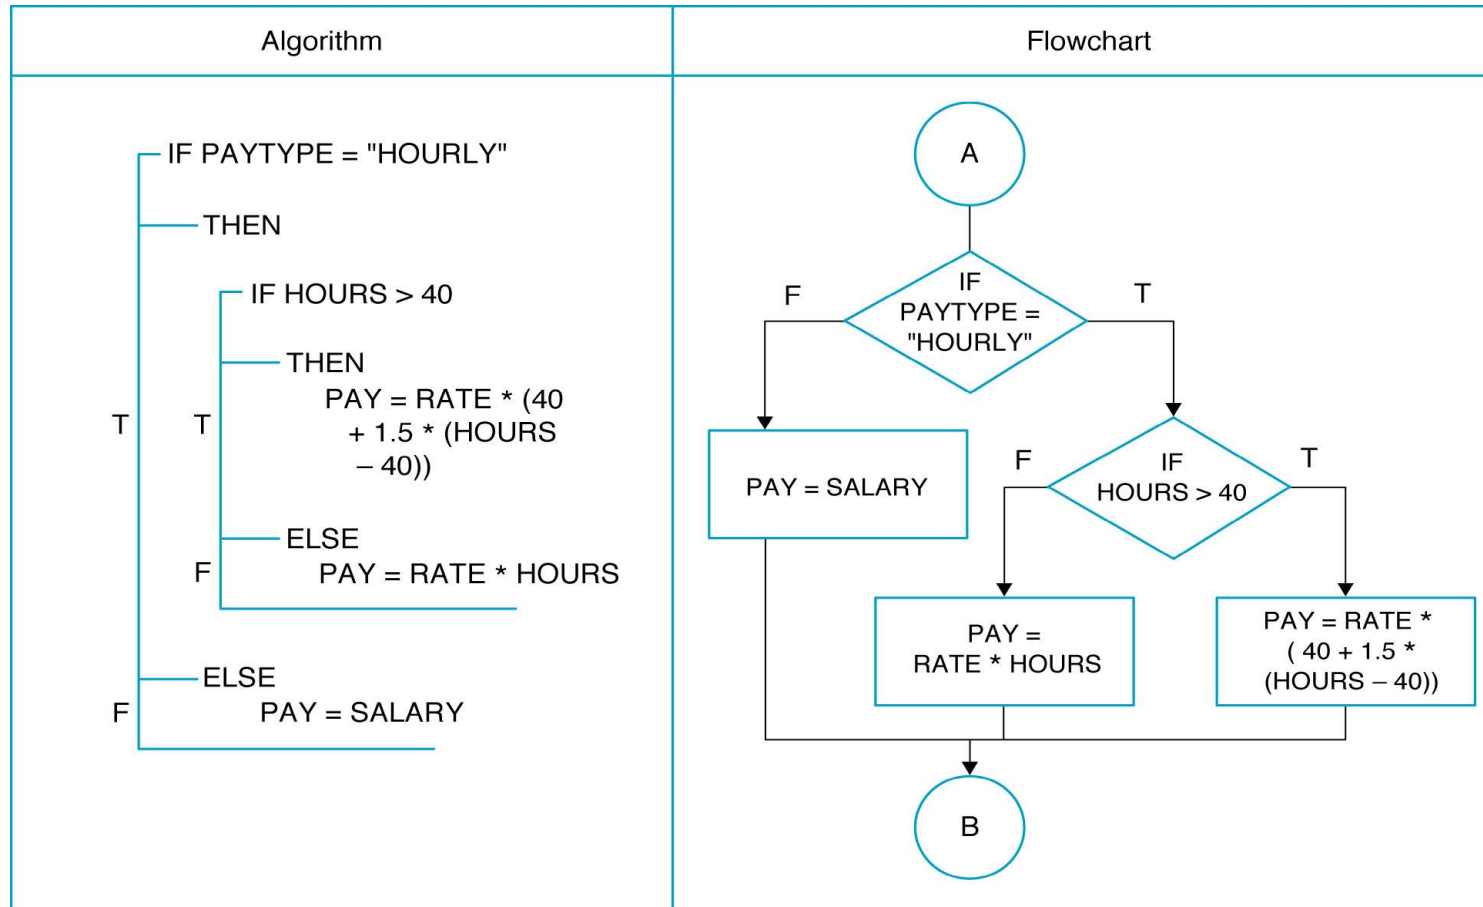 Algorithm
IF PAYTYPE = "HOURLY"
THEN
IF HOURS > 40
THEN
PAY = RATE * (40
+ 1.5 * (HOURS
– 40))
T
T
ELSE
F
PAY = RATE * HOURS
ELSE
F
PAY = SALARY
Flowchart
A
IF
PAYTYPE =
"HOURLY"
F
T
PAY = SALARY
IF
HOURS > 40
F
T
PAY =
RATE * HOURS
PAY = RATE *
( 40 + 1.5 *
(HOURS – 40))
B